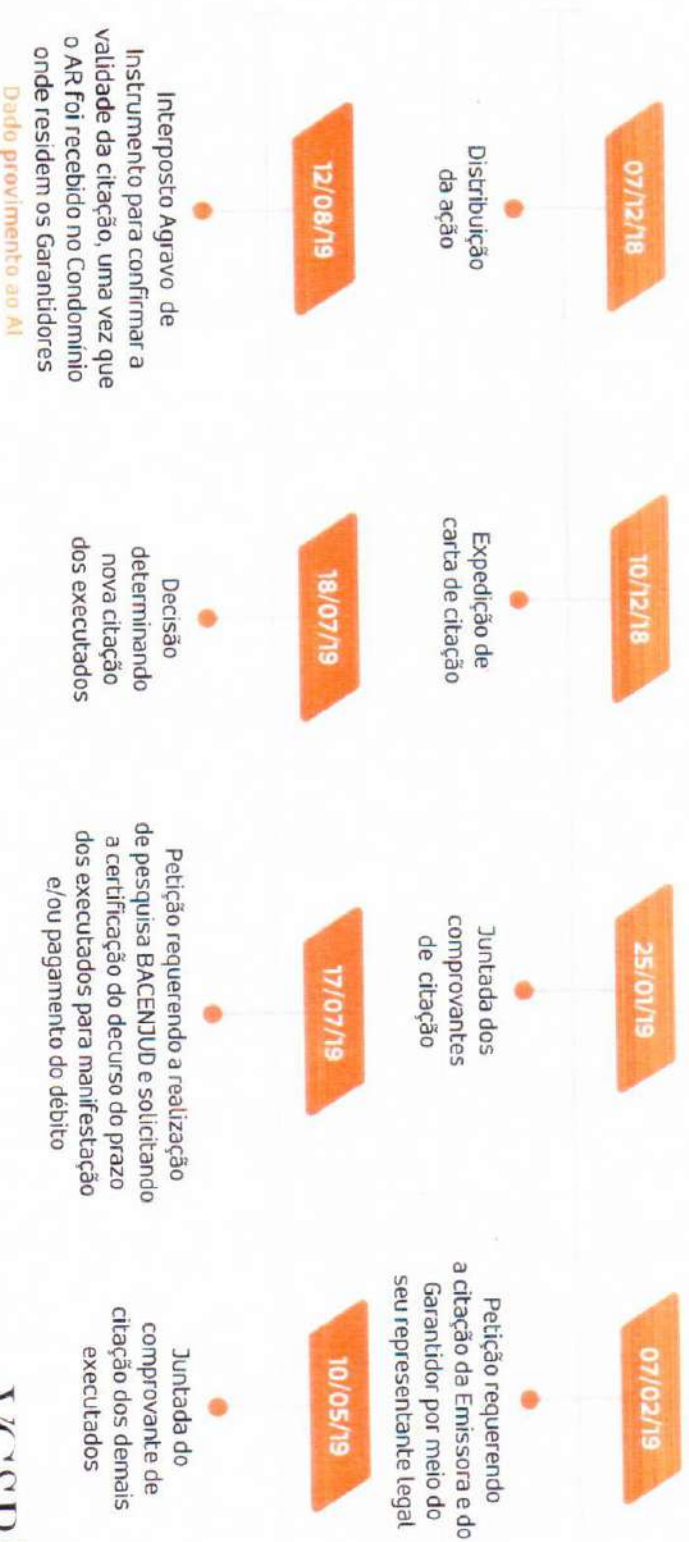 07/12/18
Distribuição
da ação
10/12/18
Expedição de
carta de citação
25/01/19
Juntada dos
comprovantes
de citação
07/02/19
Petição requerendo
a citação da Emissora e do
Garantidor por meio do
seu representante legal
10/05/19
Juntada do
comprovante de
citação dos demais
executados
17/07/19
Petição requerendo a realização
de pesquisa BACENJUD e solicitando
a certificação do decurso do prazo
dos executados para manifestação
e/ou pagamento do débito
18/07/19
Decisão
determinando
nova citação
dos executados
12/08/19
Interposto Agravo de
Instrumento para confirmar a
validade da citação, uma vez que
o AR foi recebido no Condomínio
onde residem os Garantidores
Dado provimento ao AI